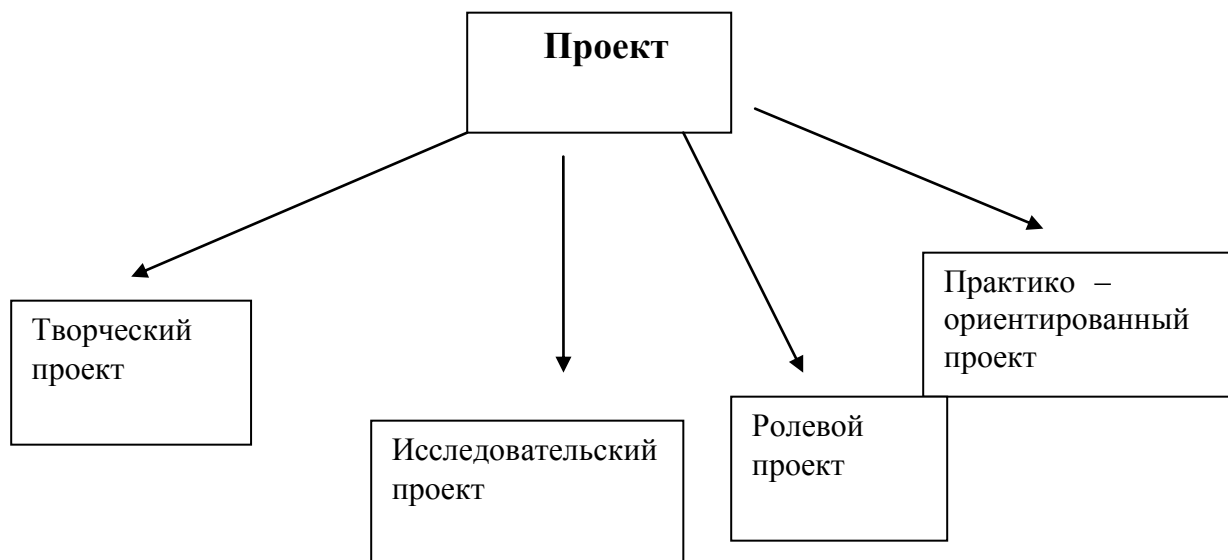 Проект
Творческий
проект
Исследовательский
проект
Ролевой
проект
Практико –
ориентированный
проект